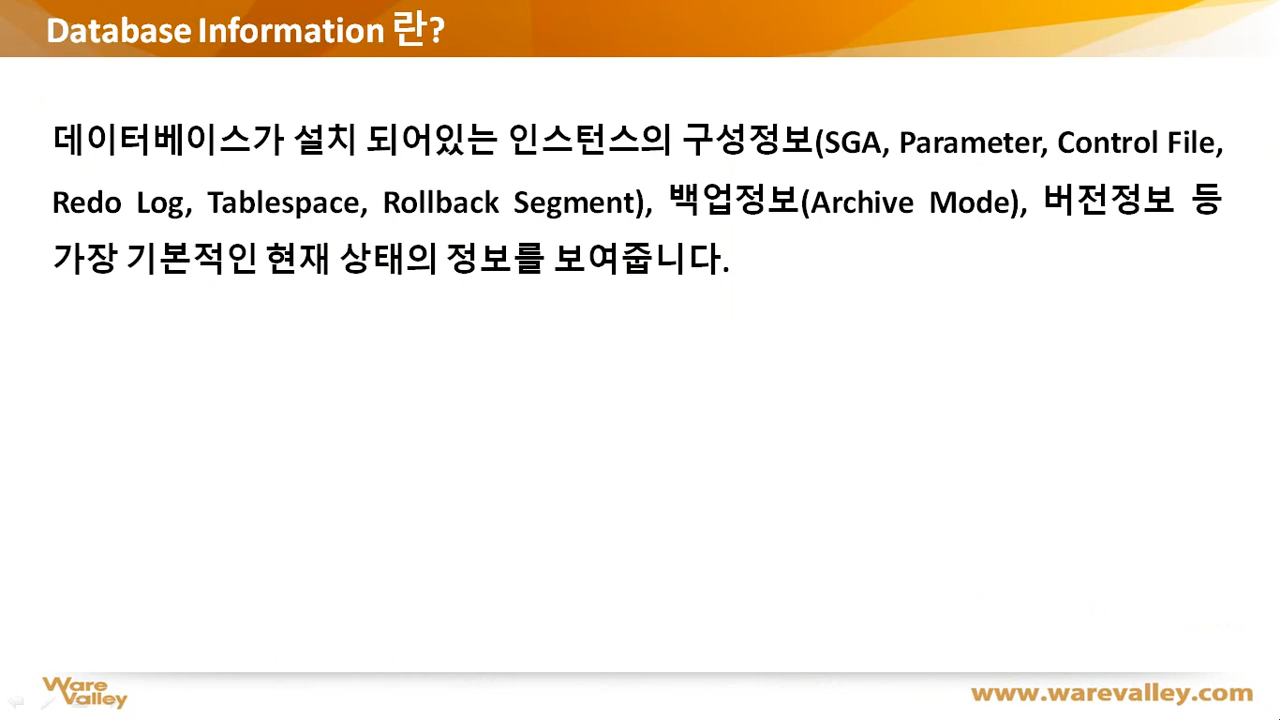 Database Information 란?
데이터베이스가 설치 되어있는 인스턴스의 구성정보(SGA, Parameter, Control File,
Redo Log, Tablespace, Rollback Segment), 백업정보(Archive Mode), 버전정보 등
가장 기본적인 현재 상태의 정보를 보여줍니다.
Ware
Valley
www.warevalley.com